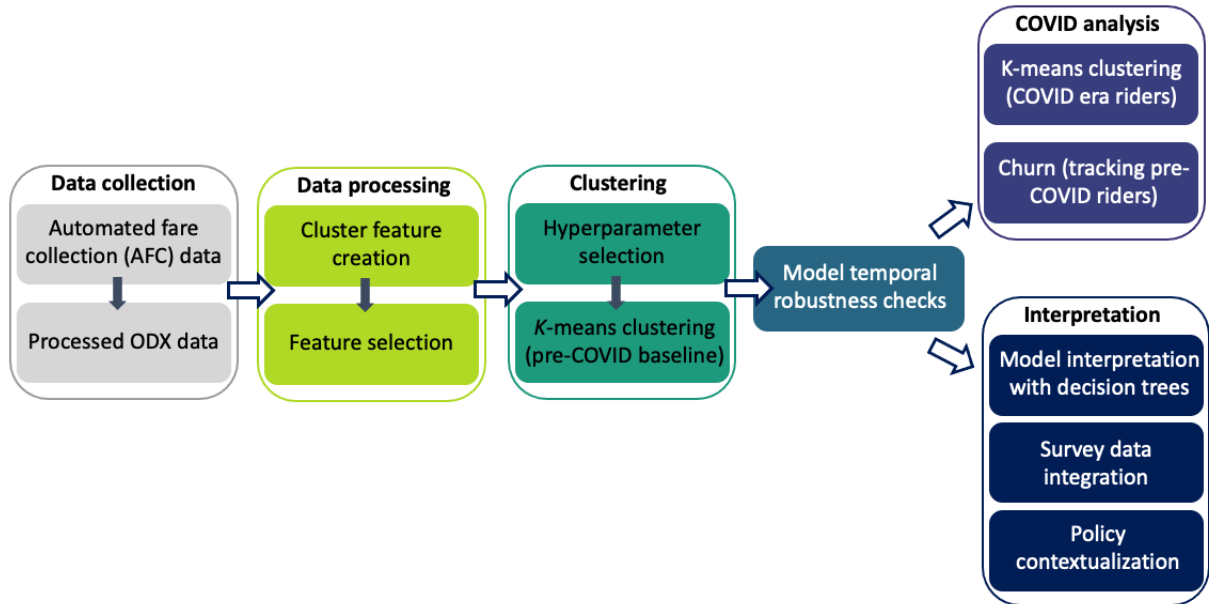 Data collection
Automated fare
collection (AFC) data
Processed ODX data
Data processing
Cluster feature
creation
Feature selection
Clustering
Hyperparameter
selection
K-means clustering
(pre-COVID baseline)
Model temporal
robustness checks
COVID analysis
K-means clustering
(COVID era riders)
Churn (tracking pre-
COVID riders)
Interpretation
Model interpretation
with decision trees
Survey data
integration
Policy
contextualization